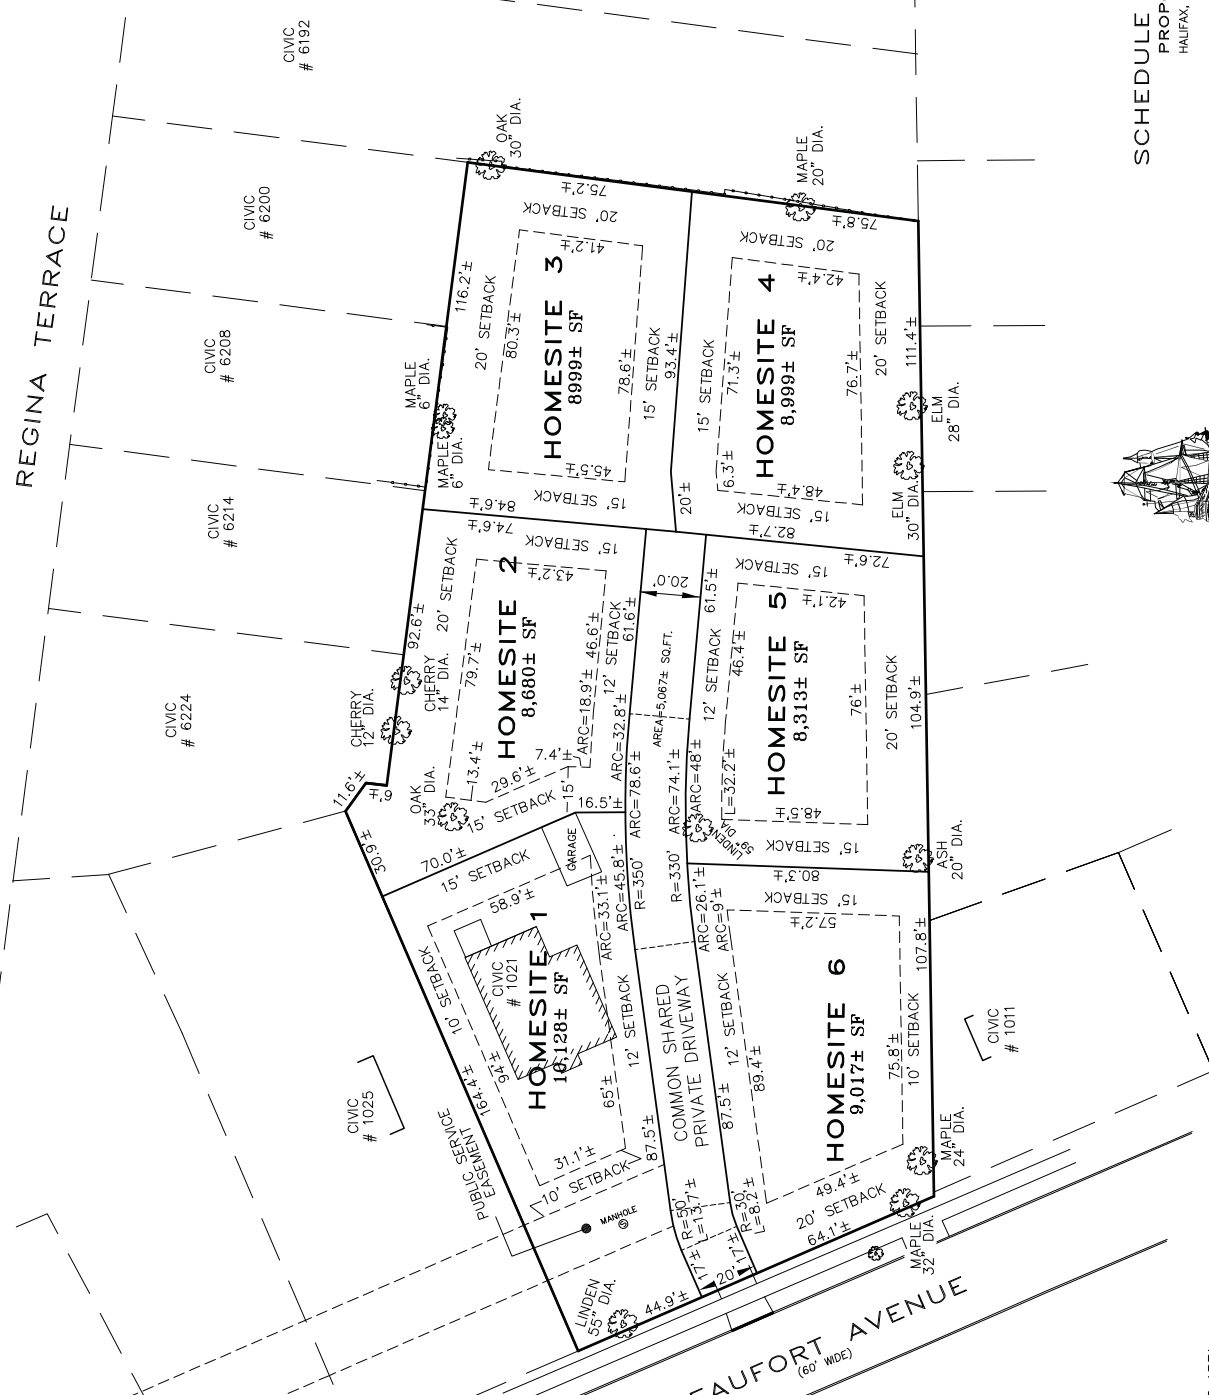 SCHEDULE
PROP
HALIFAX,
REGINA TERRACE
CIVIC
# 6192
CIVIC
# 6200
CIVIC
# 6208
CIVIC
# 6214
CIVIC
# 6224
OAK
30" DIA.
MAPLE
20" DIA.
MAPLE
6" DIA.
MAPLE
6" DIA.
116.2'±
75.2'±
20' SETBACK
20' SETBACK
41.2'±
80.3'±
HOMESITE 3
8999± SF
78.6'±
45.5'±
15' SETBACK
15' SETBACK
93.4'±
84.6'±
75.8'±
20' SETBACK
15' SETBACK
71.3'±
42.4'±
HOMESITE 4
8,999± SF
76.7'±
20' SETBACK
111.4'±
6.3'±
48.4'±
15' SETBACK
82.7'±
20'±
ELM
28" DIA.
ELM
30" DIA.
74.6'±
15' SETBACK
92.6'±
20' SETBACK
43.2'±
79.7'±
HOMESITE 2
8,680± SF
46.6'±
ARC=18.9'±
12' SETBACK
61.6'±
ARC=32.8'±
13.4'±
29.6'±
7.4'±
15'
15' SETBACK
16.5'±
CHERRY
14" DIA.
CHERRY
12" DIA.
OAK
33" DIA.
11.6'±
6'±
30.9'±
70.0'±
20.0'
AREA=5,067± SQ.FT.
ARC=78.6'±
R=350'
ARC=74.1'±
R=330'
72.6'±
15' SETBACK
61.5'±
12' SETBACK
46.4'±
42.1'±
HOMESITE 5
8,313± SF
76'±
20' SETBACK
104.9'±
ARC=48'±
L=32.2'±
48.5'±
15' SETBACK
80.3'±
LINDEN
59" DIA.
ASH
20" DIA.
15' SETBACK
58.9'±
GARAGE
10' SETBACK
CIVIC
# 1021
HOMESITE 1
10,128± SF
ARC=33.1'±
ARC=45.8'±
12' SETBACK
164.4'±
94'±
65'±
87.5'±
31.1'±
10' SETBACK
PUBLIC SERVICE
EASEMENT
MANHOLE
S
CIVIC
# 1025
COMMON SHARED
PRIVATE DRIVEWAY
ARC=26.1'±
ARC=9'±
15' SETBACK
57.2'±
12' SETBACK
89.4'±
87.5'±
HOMESITE 6
9,017± SF
75.8'±
10' SETBACK
107.8'±
49.4'±
20' SETBACK
64.1'±
R=50'
L=13.7'±
R=30'
L=8.2'±
17'±
17'±
20'
44.9'±
LINDEN
55" DIA.
MAPLE
24" DIA.
MAPLE
32" DIA.
CIVIC
# 1011
EAUFORT AVENUE
(60' WIDE)